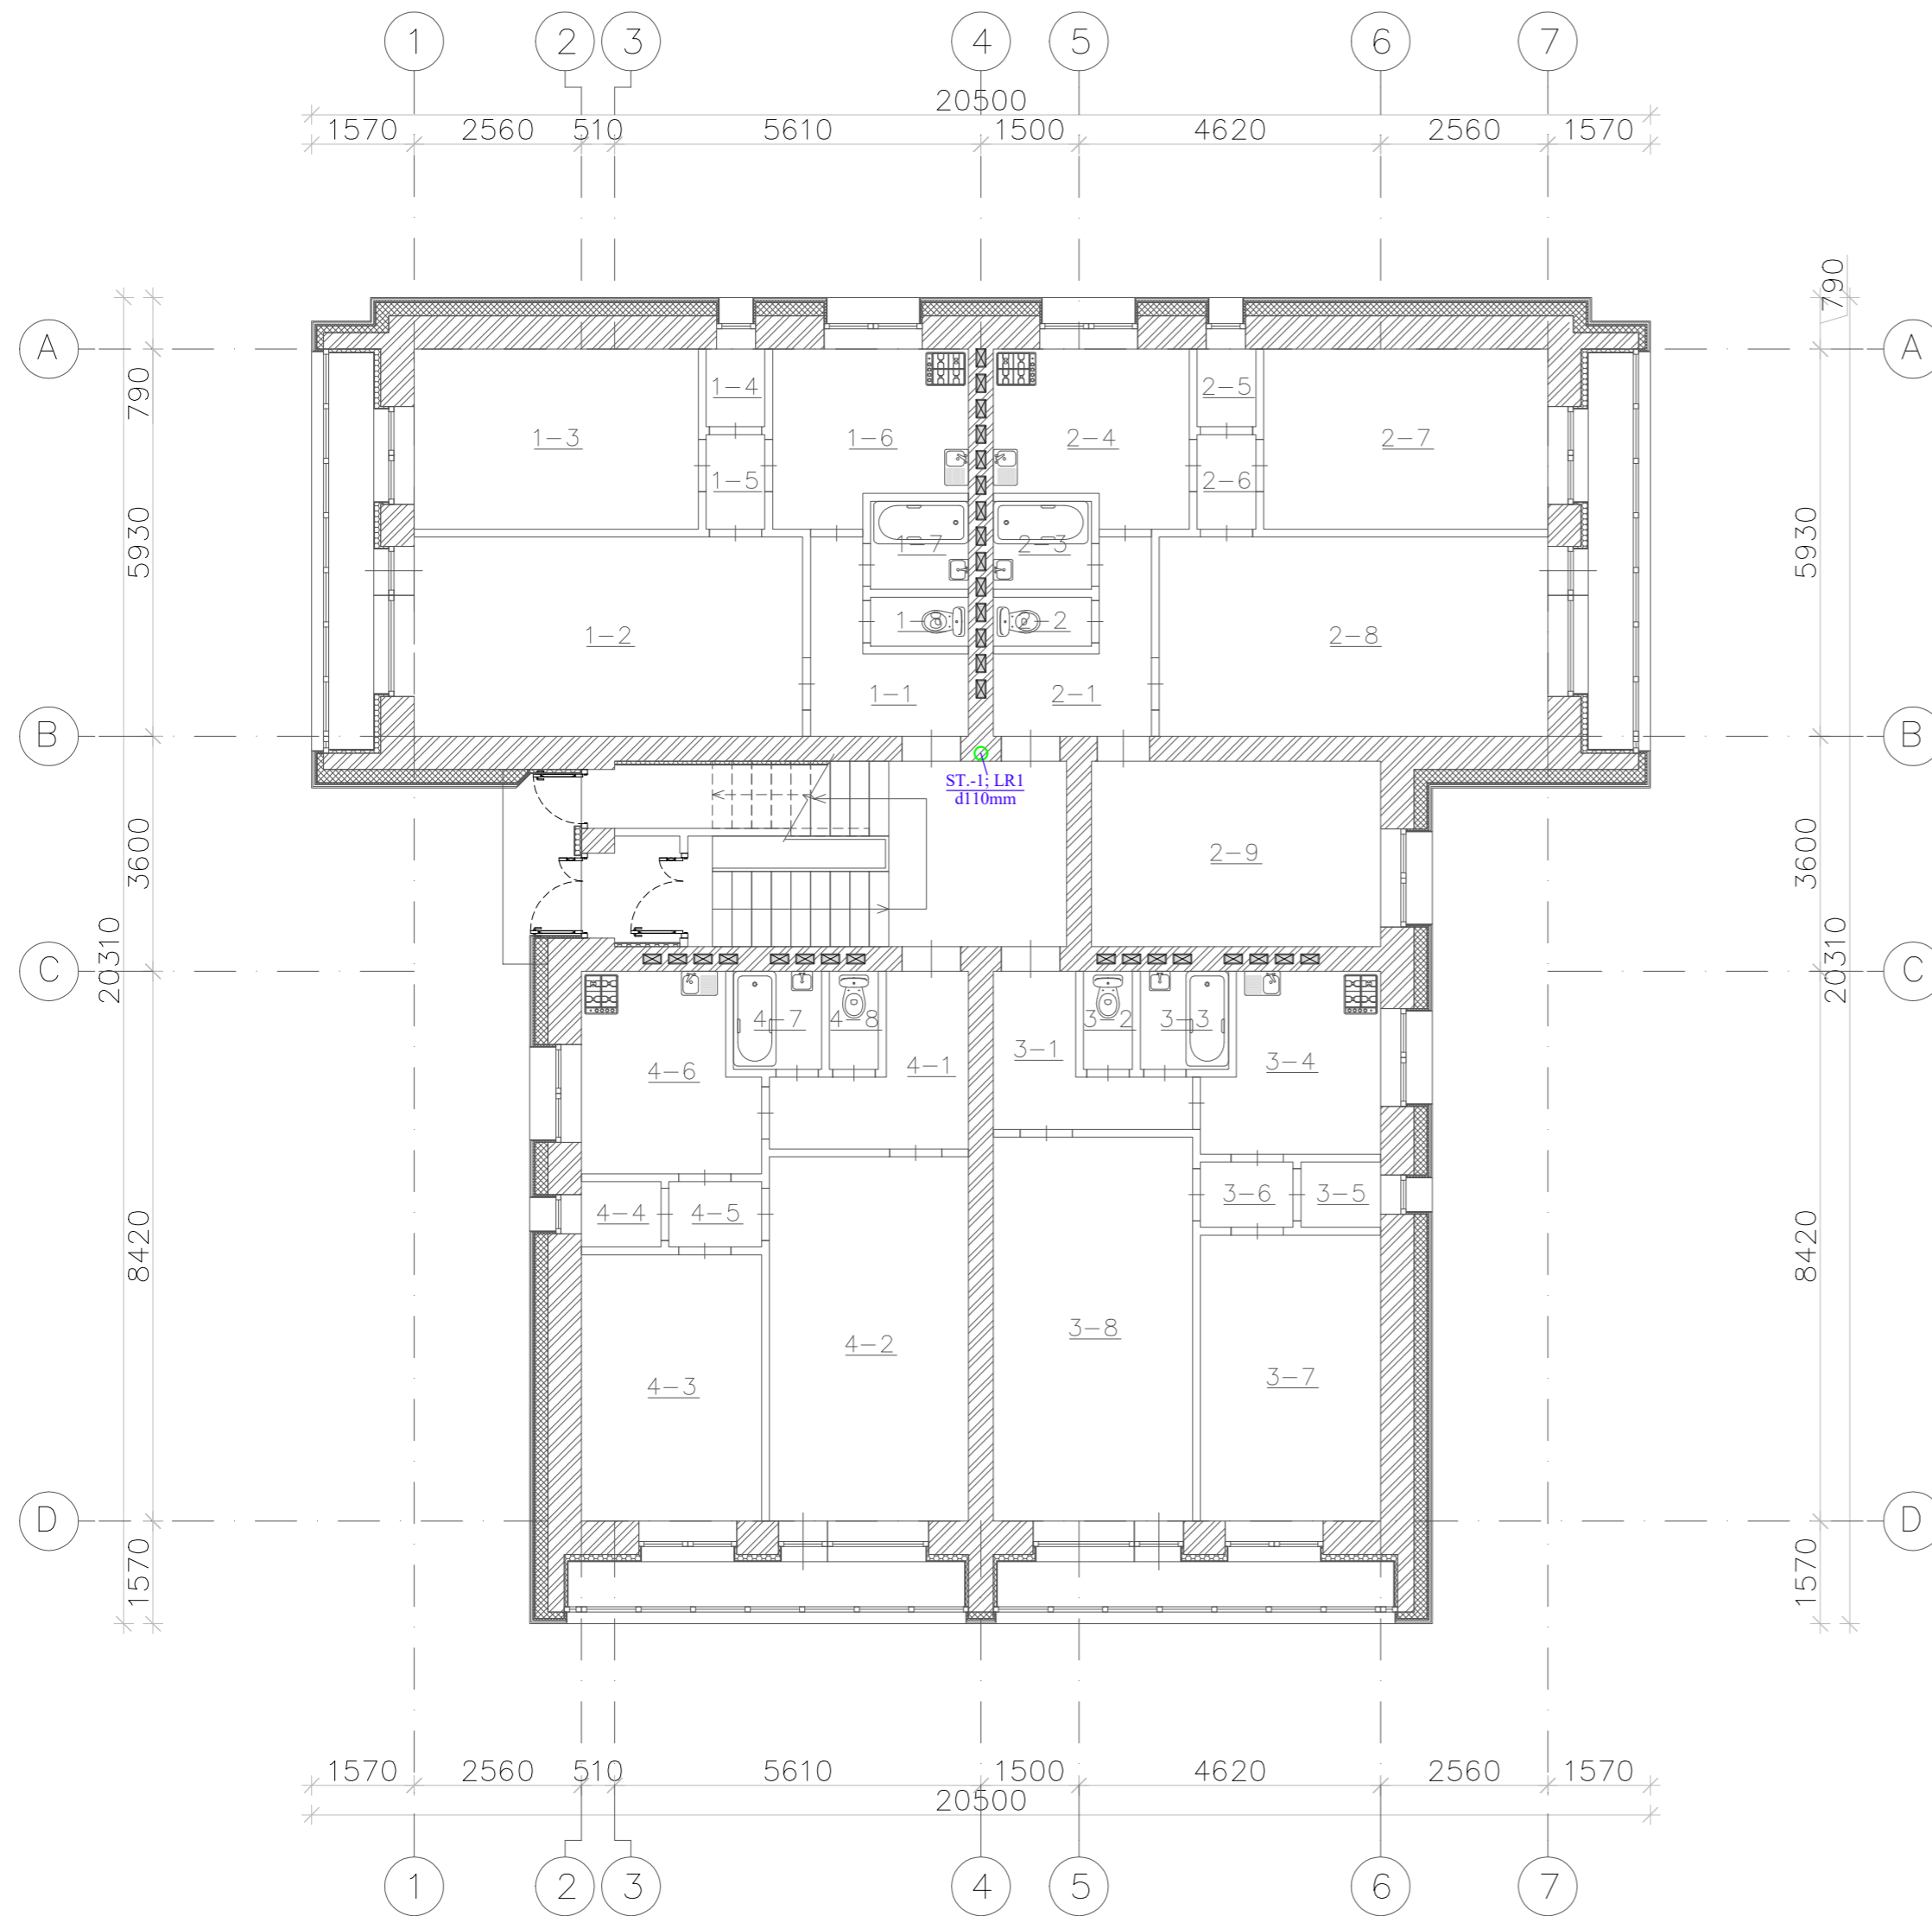 1 2 3 4 5 6 7
20500
1570 2560 510 5610 1500 4620 2560 1570
790
A A
790
1-4 2-5
1-3 1-6 2-4 2-7
1-5 2-6
5930 5930
1-7 2-3
1-8 2-2
1-2 2-8
1-1 2-1
B B
ST.-1; LR1
d110mm
3600 3600
2-9
C C
20310 20310
4-7 4-8 3-2 3-3
4-6 4-1 3-1 3-4
4-4 4-5 3-6 3-5
8420 8420
4-2 3-8
4-3 3-7
D D
1570 1570
1570 2560 510 5610 1500 4620 2560 1570
20500
1 2 3 4 5 6 7